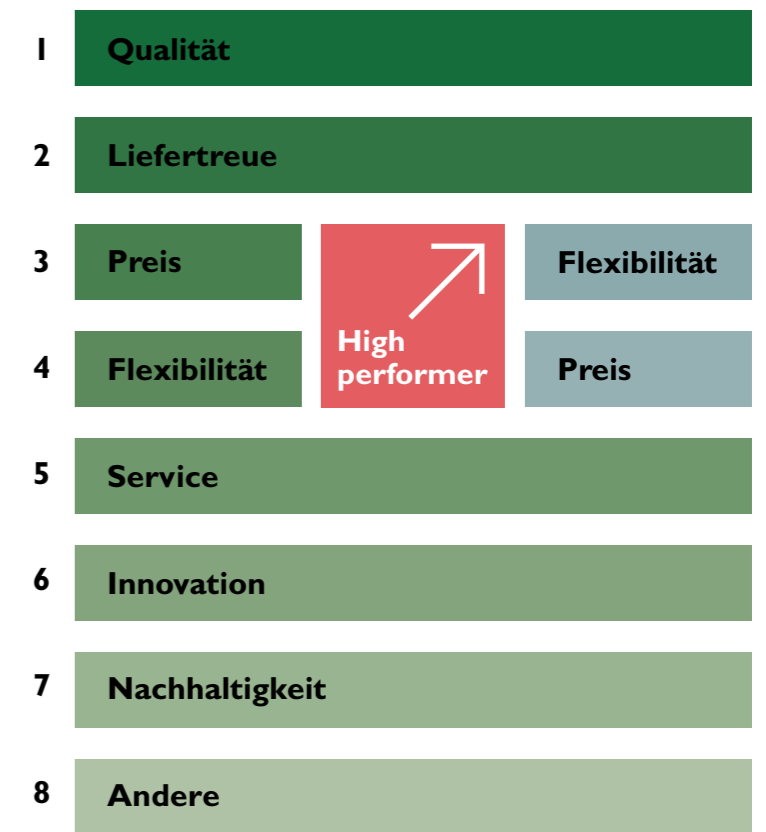 1 Qualität
2 Liefertreue
3 Preis Flexibilität
High
performer
4 Flexibilität Preis
5 Service
6 Innovation
7 Nachhaltigkeit
8 Andere